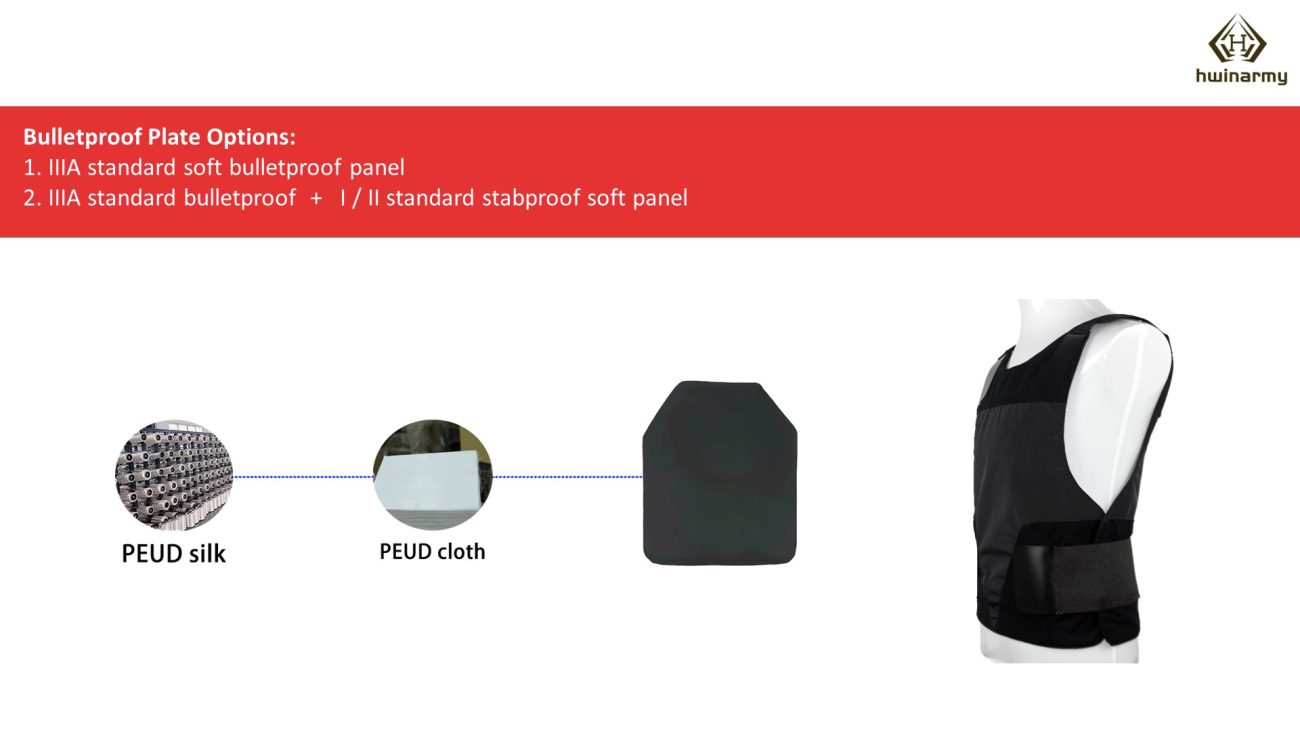 hwinarmy
Bulletproof Plate Options:
1. IIIA standard soft bulletproof panel
2. IIIA standard bulletproof + I / II standard stabproof soft panel
PEUD silk
PEUD cloth